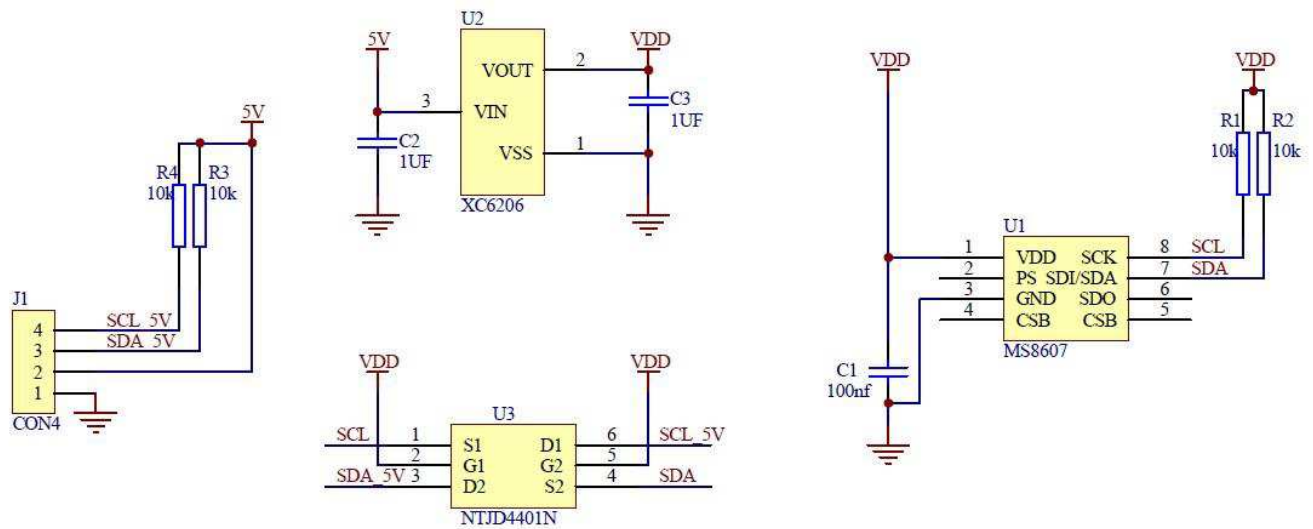 5V
R4
10k
R3
10k
J1
4
SCL_5V
3
SDA_5V
2
1
CON4
U2
5V
VDD
VOUT
2
3
VIN
C2
1UF
C3
1UF
VSS
1
XC6206
VDD
VDD
U3
SCL
1
S1
D1
6
SCL_5V
2
G1
G2
5
SDA_5V
3
D2
S2
4
SDA
NTJD4401N
VDD
VDD
R1
10k
R2
10k
U1
1
VDD
SCK
8
SCL
2
PS
SDI/SDA
7
SDA
3
GND
SDO
6
4
CSB
CSB
5
MS8607
C1
100nf